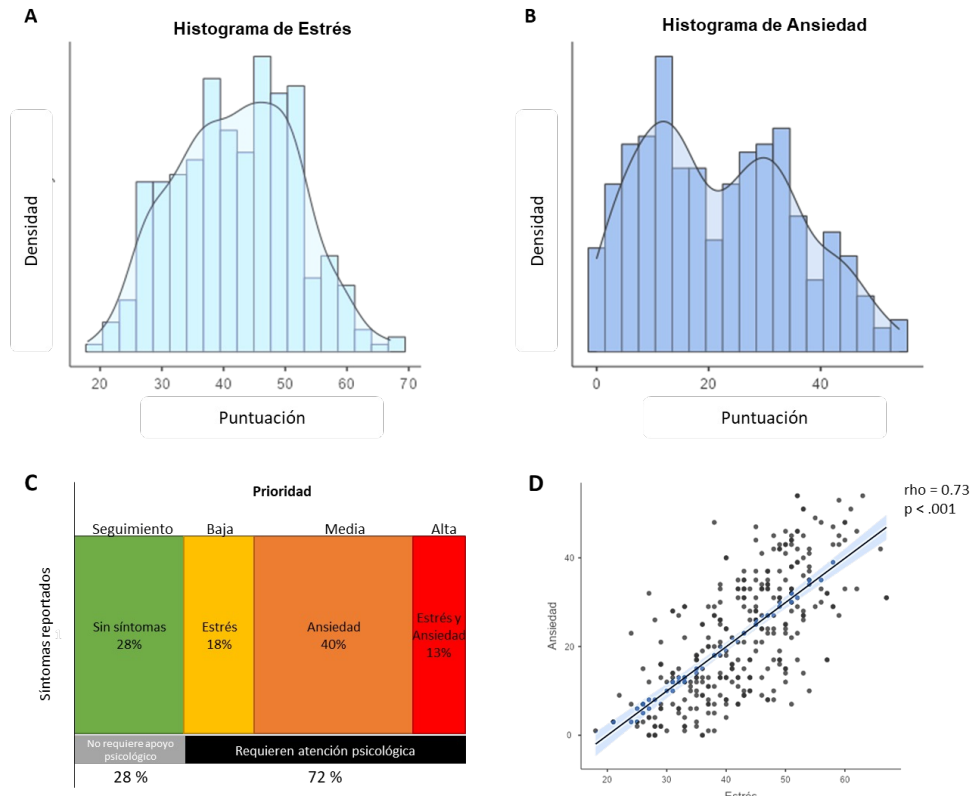 A
Histograma de Estrés
Densidad
20 30 40 50 60 70
Puntuación
B
Histograma de Ansiedad
Densidad
0 20 40
Puntuación
C
Prioridad
Seguimiento Baja Media Alta
Síntomas reportados
Sin síntomas
28%
Estrés
18%
Ansiedad
40%
Estrés y
Ansiedad
13%
No requiere apoyo
psicológico
Requieren atención psicológica
28 % 72 %
D
rho = 0.73
p < .001
Ansiedad
40
20
0
20 30 40 50 60
Estrés